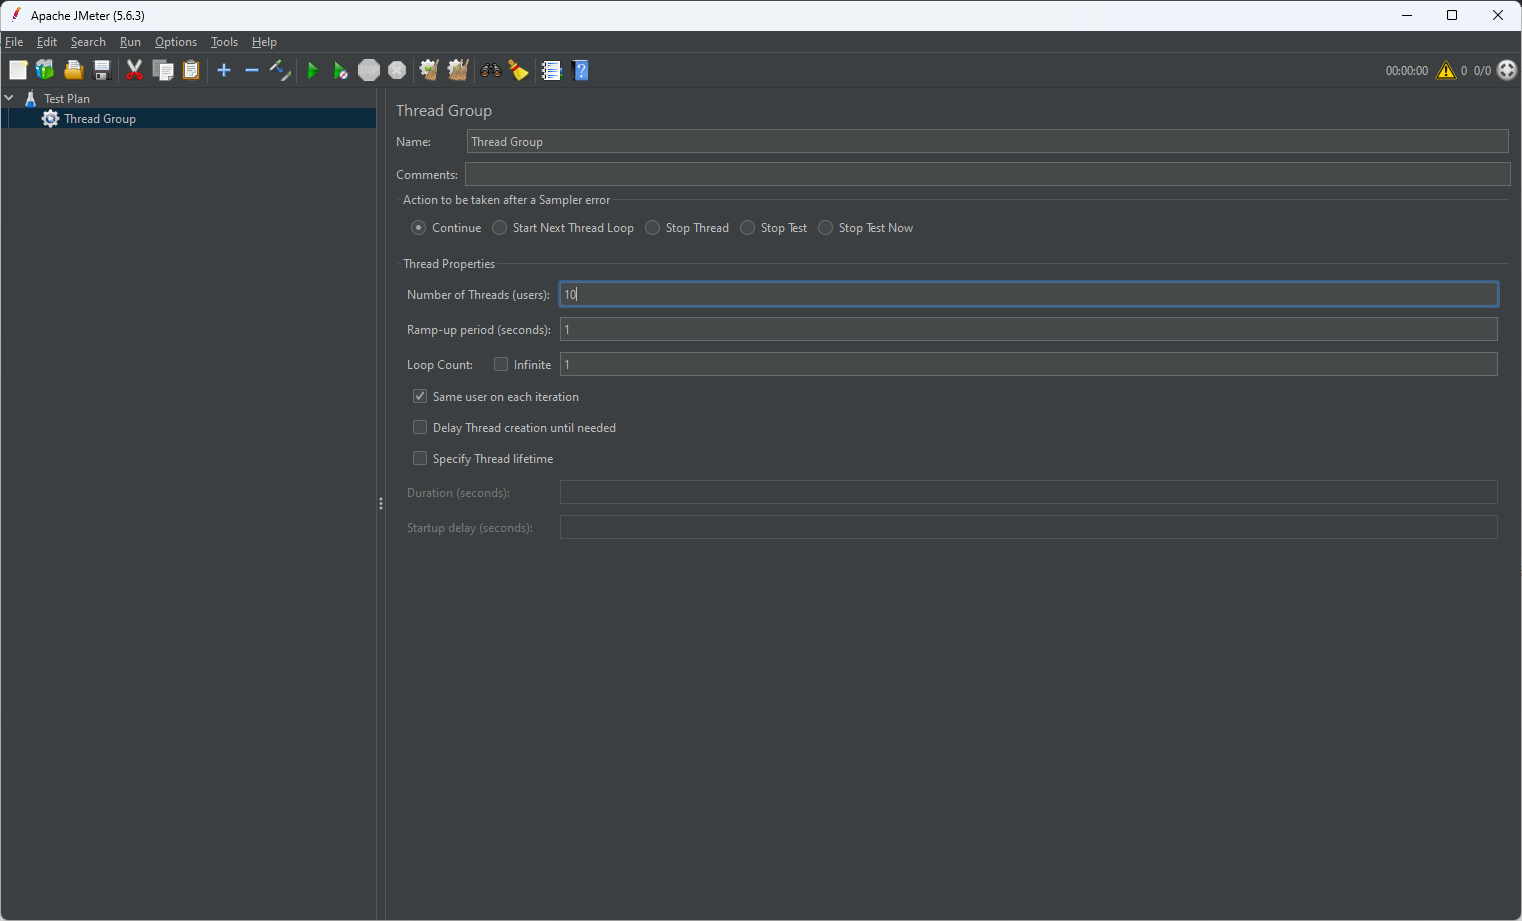 Apache JMeter (5.6.3)
File Edit Search Run Options Tools Help
STOP ? 00:00:00 0 0/0
Test Plan
Thread Group
Thread Group
Name: Thread Group
Comments:
Action to be taken after a Sampler error
Continue Start Next Thread Loop Stop Thread Stop Test Stop Test Now
Thread Properties
Number of Threads (users): 10
Ramp-up period (seconds): 1
Loop Count: Infinite 1
Same user on each iteration
Delay Thread creation until needed
Specify Thread lifetime
Duration (seconds):
Startup delay (seconds):